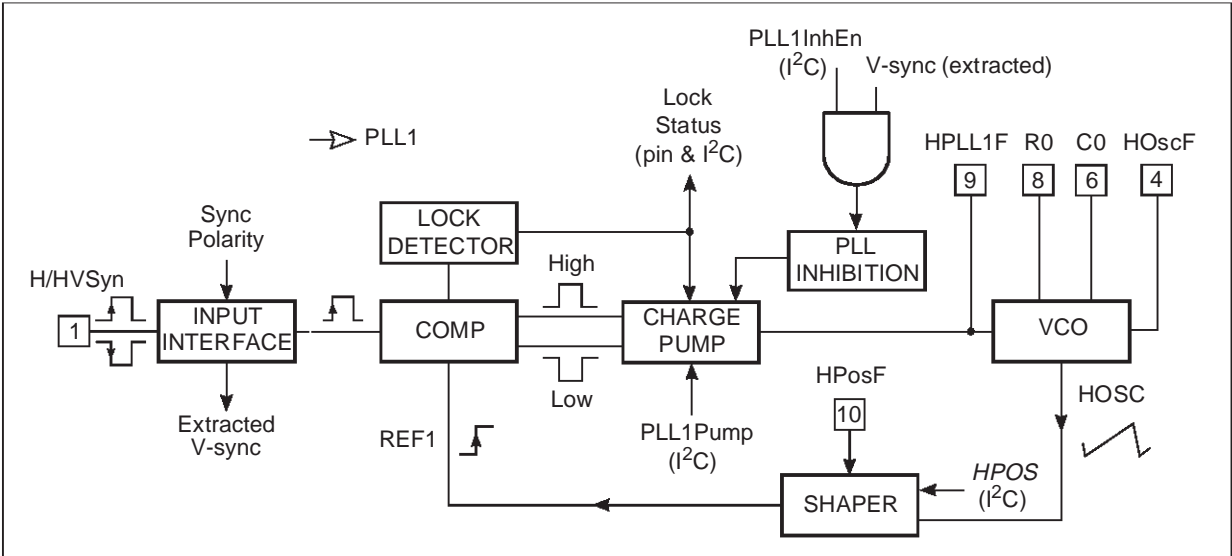 PLL1InhEn
(I²C)
V-sync (extracted)
Lock
Status
(pin & I²C)
PLL1
HPLL1F
R0
C0
HOscF
9
8
6
4
Sync
Polarity
LOCK
DETECTOR
PLL
INHIBITION
H/HVSyn
High
1
INPUT
INTERFACE
COMP
CHARGE
PUMP
VCO
Low
HPosF
HOSC
Extracted
V-sync
REF1
PLL1Pump
(I²C)
10
SHAPER
HPOS
(I²C)